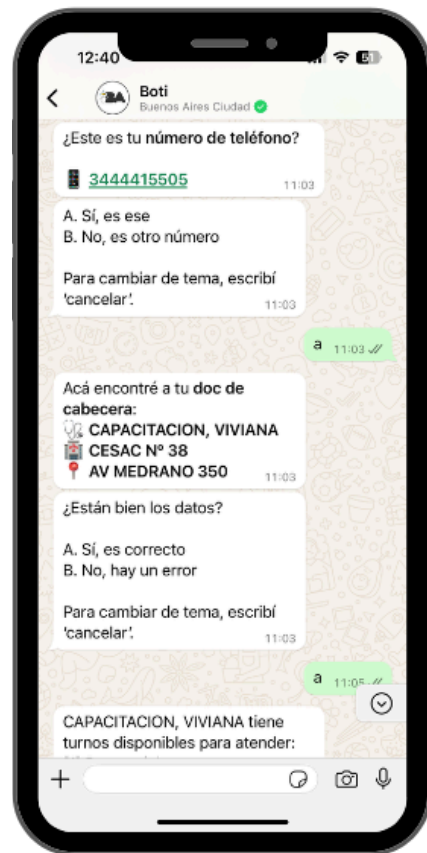 12:40
BA
Boti
Buenos Aires Ciudad
¿Este es tu número de teléfono?
3444415505
11:03
A. Sí, es ese
B. No, es otro número
Para cambiar de tema, escribí
'cancelar'.
11:03
a 11:03
Acá encontré a tu doc de
cabecera:
CAPACITACION, VIVIANA
CESAC Nº 38
AV MEDRANO 350
11:03
¿Están bien los datos?
A. Sí, es correcto
B. No, hay un error
Para cambiar de tema, escribí
'cancelar'.
11:03
a 11:05
CAPACITACION, VIVIANA tiene
turnos disponibles para atender: